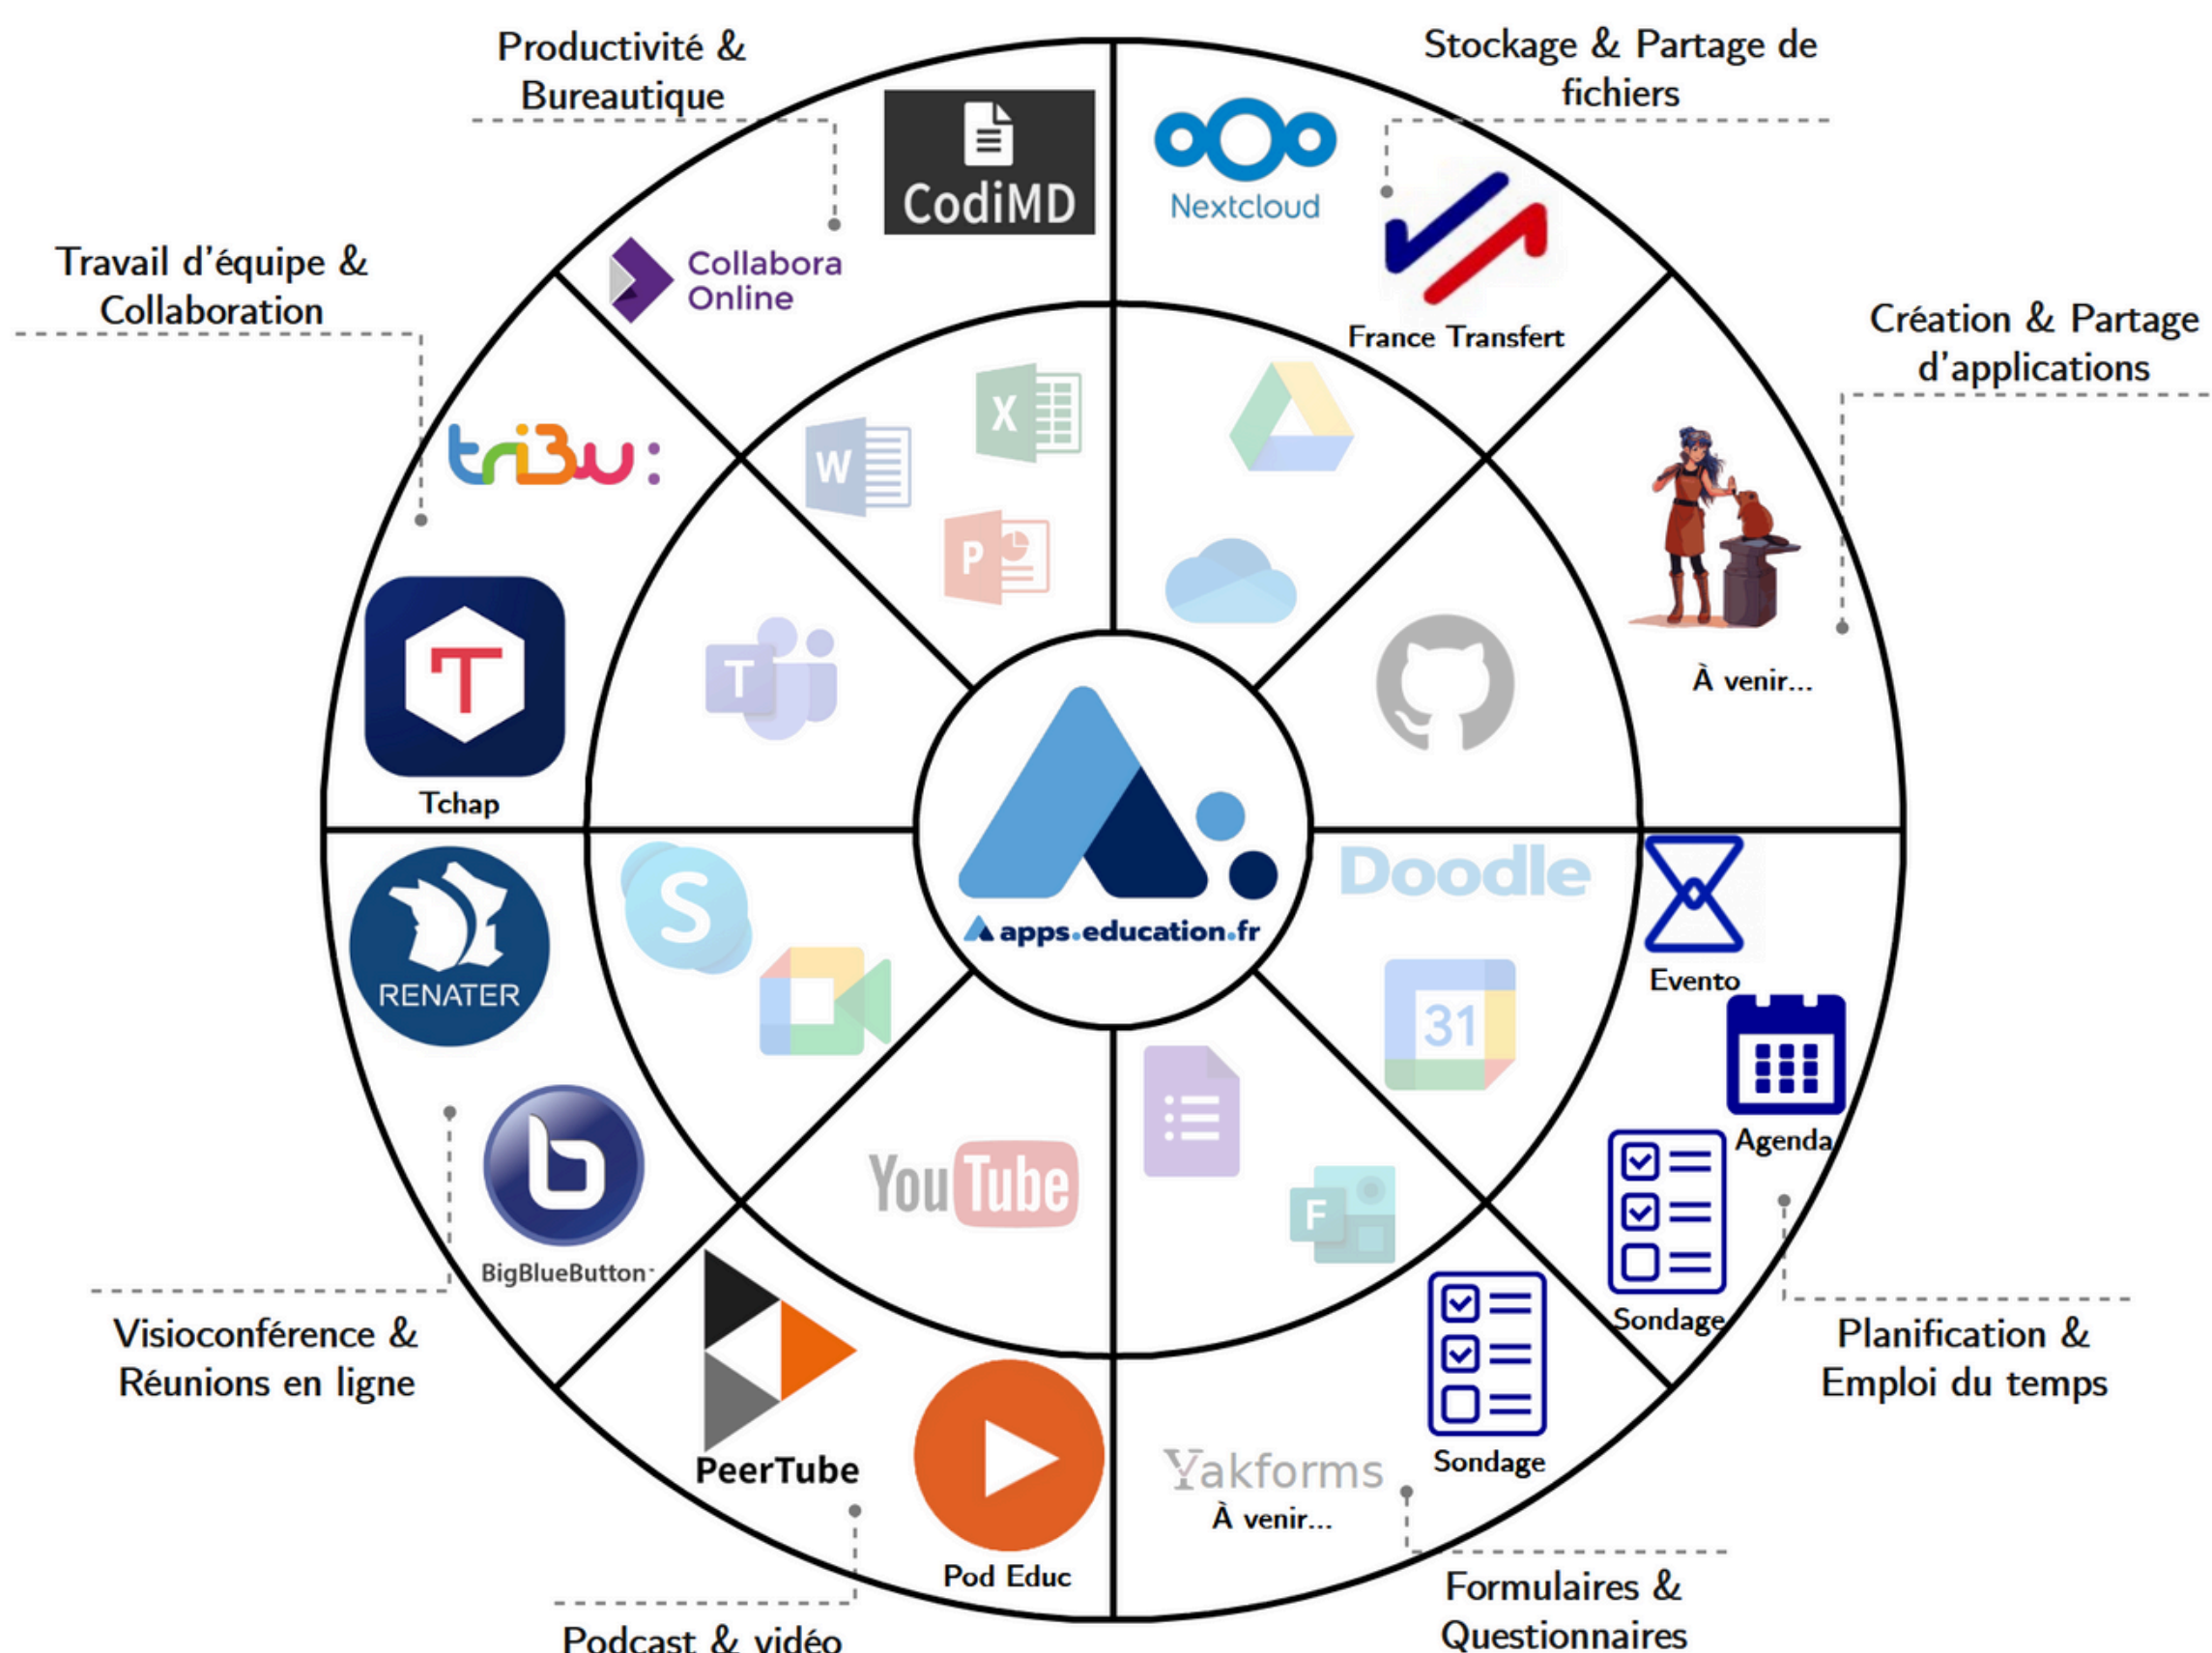 Productivité &
Bureautique
Stockage & Partage de
fichiers
CodiMD
Nextcloud
Collabora
Online
France Transfert
Travail d'équipe &
Collaboration
Création & Partage
d'applications
tri3w:
X
W
P
T
T
À venir...
Tchap
S
RENATER
apps.education.fr
Doodle
31
Evento
Agenda
BigBlueButton
YouTube
F
Sondage
Visioconférence &
Réunions en ligne
Planification &
Emploi du temps
PeerTube
Pod Educ
Yakforms
À venir...
Sondage
Podcast & vidéo
Formulaires &
Questionnaires